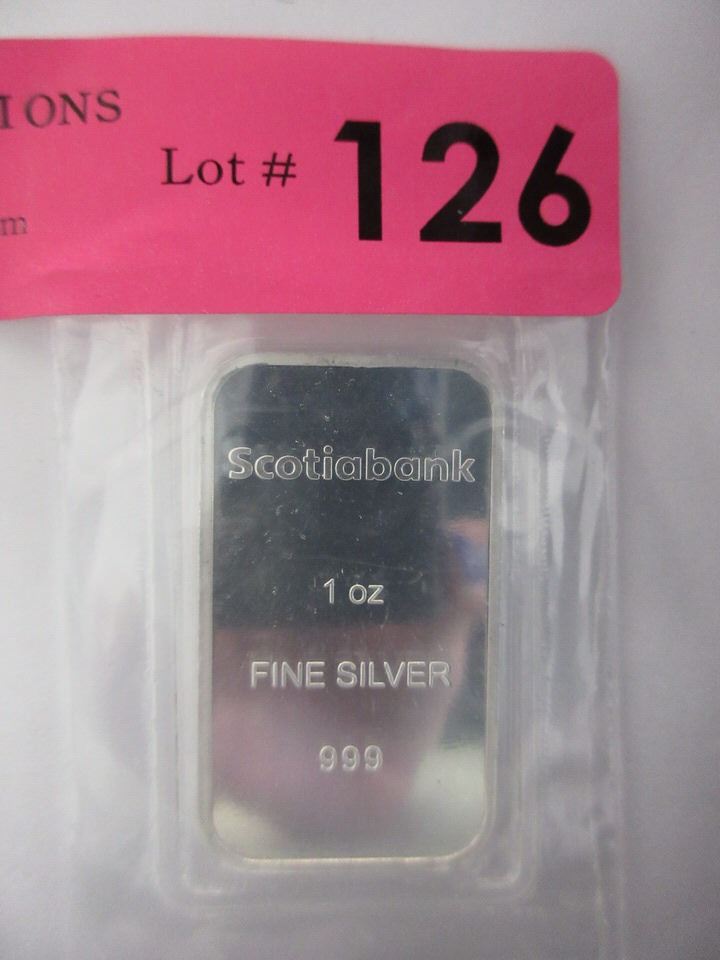 IONS
Lot # 126
m
Scotiabank
1 oz
FINE SILVER
999